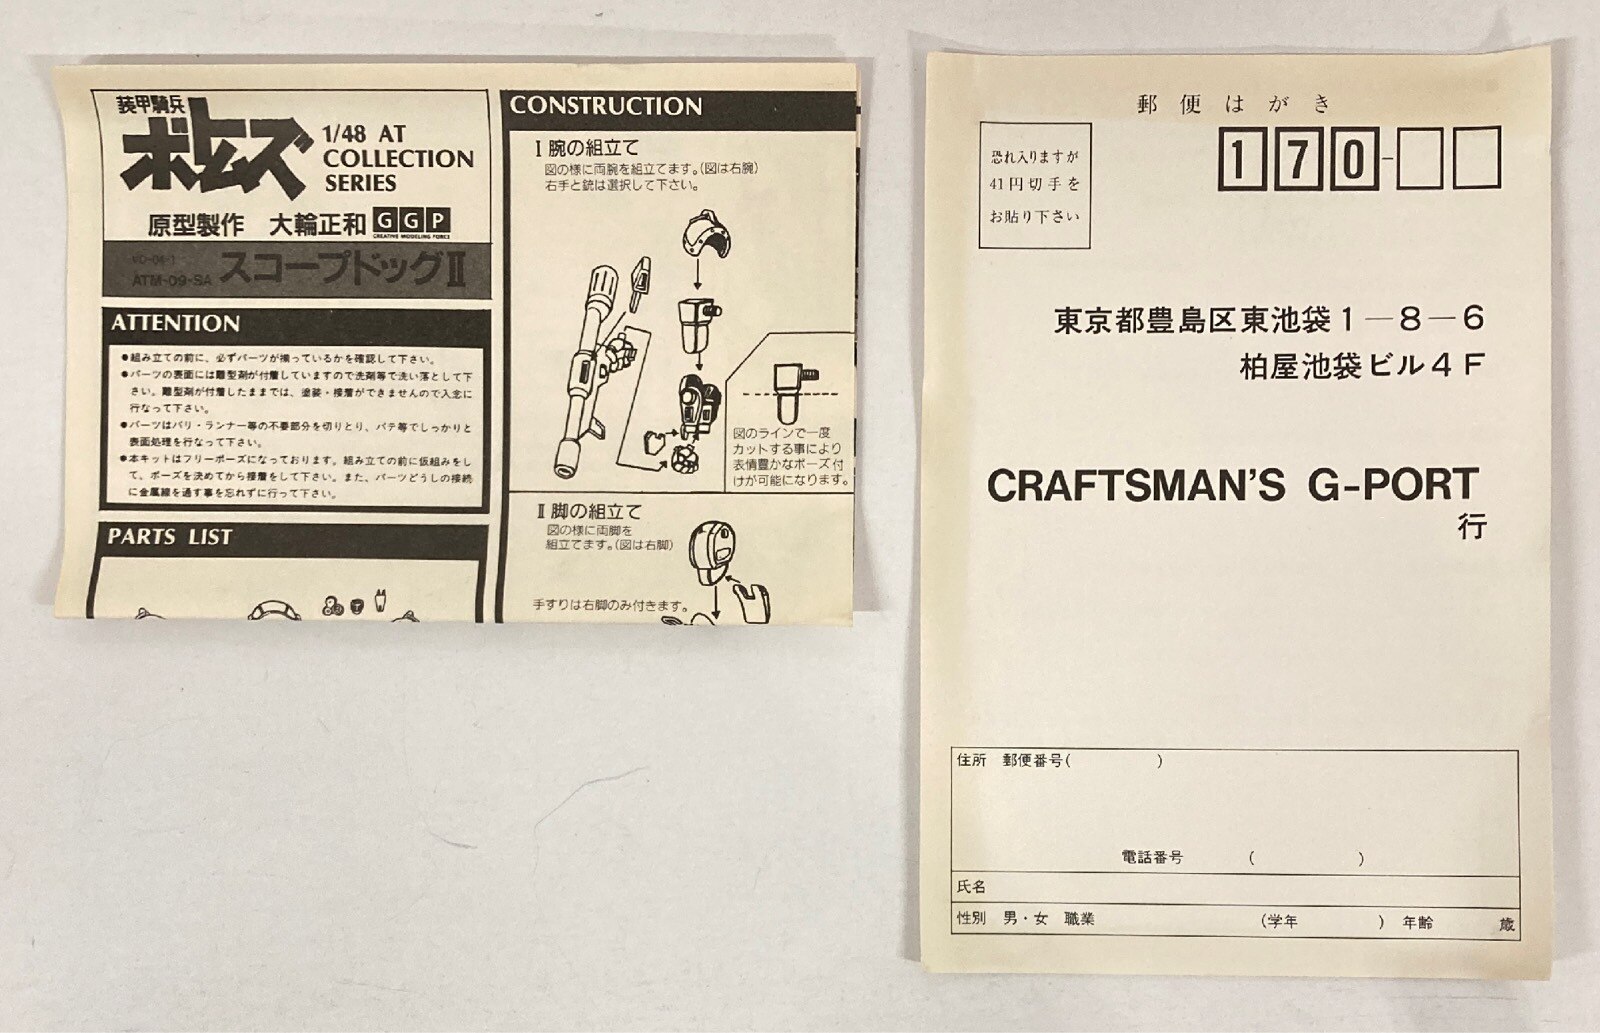 装甲騎兵
ボトムズ
1/48 AT
COLLECTION
SERIES
原型製作 大輪正和 GGP
CREATIVE MODELING FORCE
VO-04-1
ATM-09-SA スコープドッグⅡ
ATTENTION
●組み立ての前に、必ずパーツが揃っているかを確認して下さい。
●パーツの表面には離型剤が付着していますので洗剤等で洗い落として下
さい。離型剤が付着したままでは、塗装・接着ができませんので入念に
行なって下さい。
●パーツはバリ・ランナー等の不要部分を切りとり、パテ等でしっかりと
表面処理を行なって下さい。
●本キットはフリーポーズになっております。組み立ての前に仮組みをし
て、ポーズを決めてから接着をして下さい。また、パーツどうしの接続
に金属線を通す事を忘れずに行って下さい。
PARTS LIST
CONSTRUCTION
Ⅰ腕の組立て
図の様に両腕を組立てます。(図は右腕)
右手と銃は選択して下さい。
図のラインで一度
カットする事により
表情豊かなポーズ付
けが可能になります。
Ⅱ脚の組立て
図の様に両脚を
組立てます。(図は右脚)
手すりは右脚のみ付きます。
郵便はがき
恐れ入りますが
41円切手を
お貼り下さい
170-
東京都豊島区東池袋1－8－6
柏屋池袋ビル4F
CRAFTSMAN'S G-PORT
行
住所 郵便番号( )
電話番号 ( )
氏名
性別 男・女 職業 (学年 ) 年齢 歳